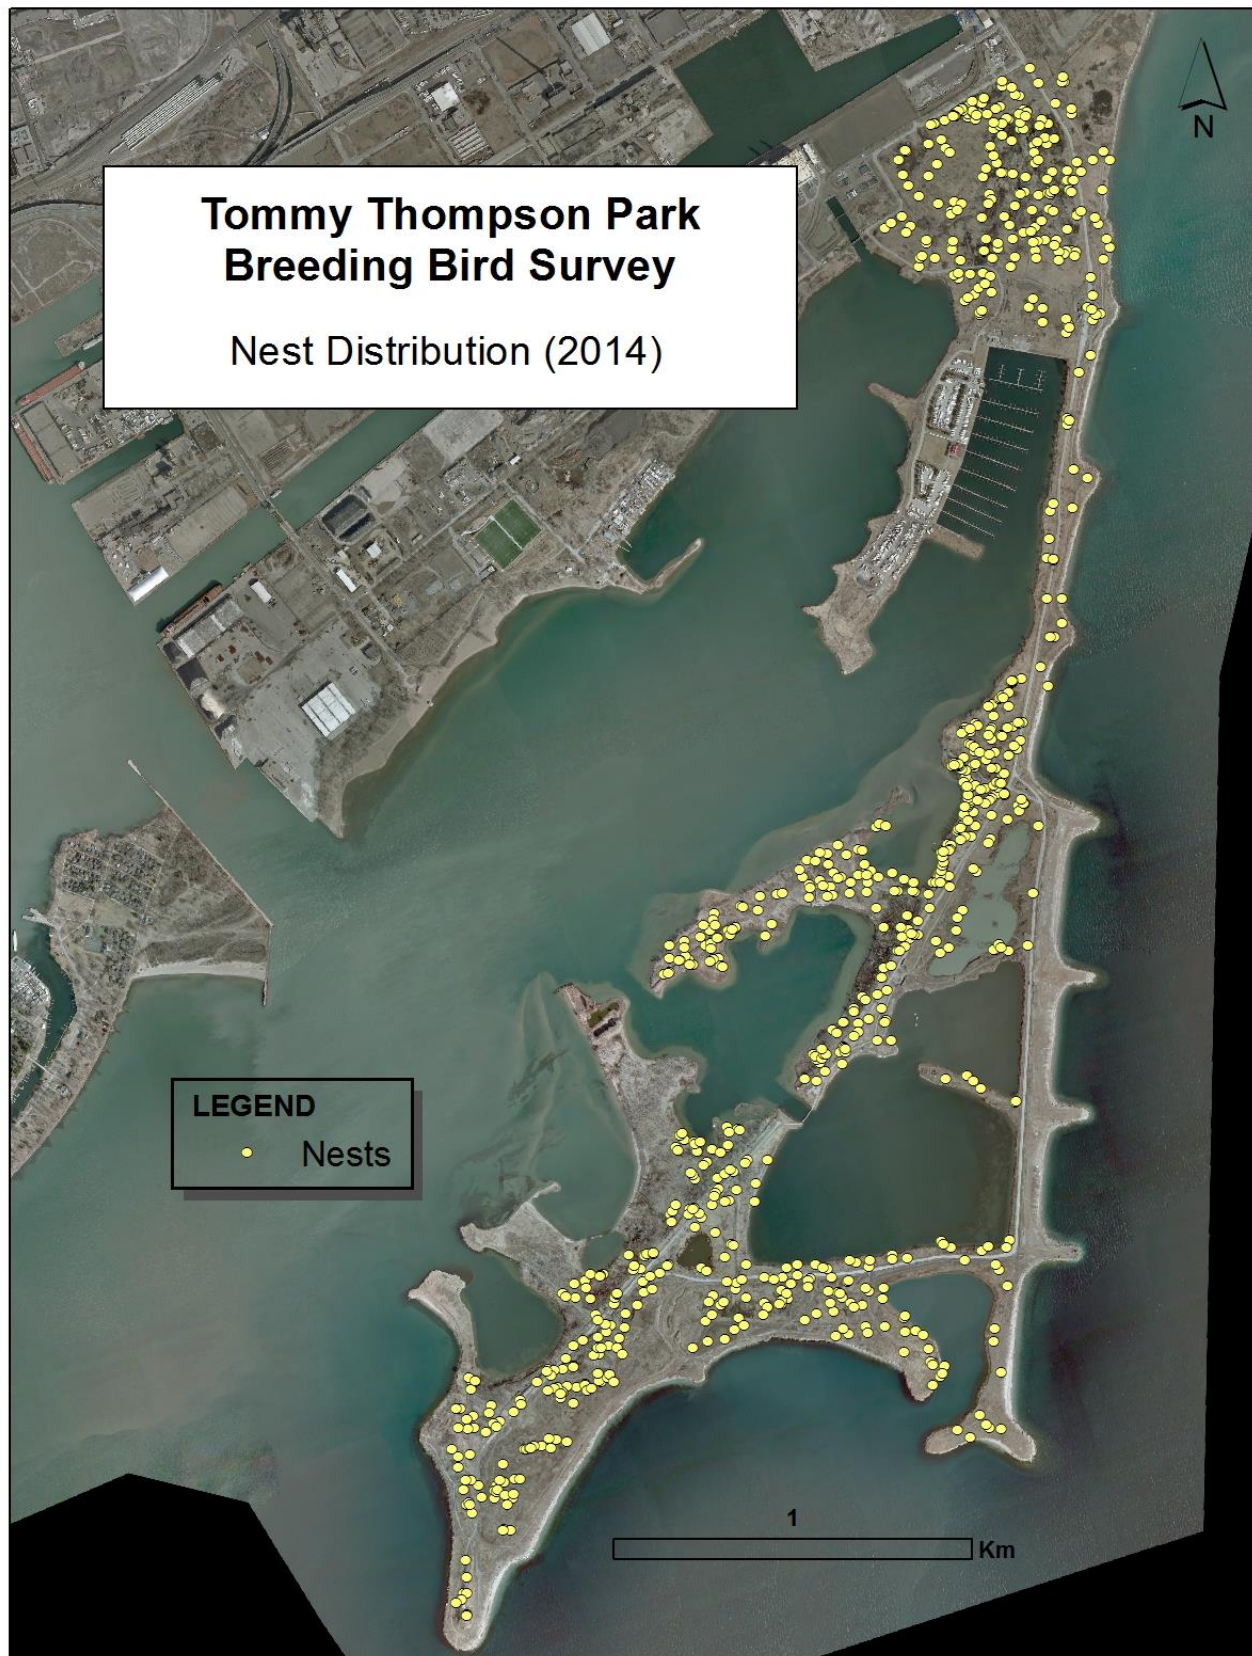 N
Tommy Thompson Park
Breeding Bird Survey
Nest Distribution (2014)
LEGEND
Nests
1
Km